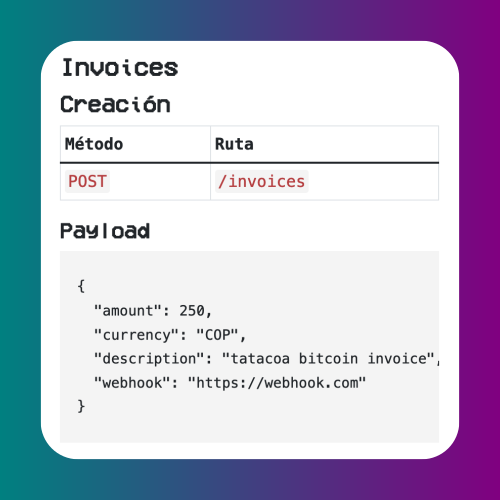 Invoices
Creación
Método Ruta
POST /invoices
Payload
{
"amount": 250,
"currency": "COP",
"description": "tatacoa bitcoin invoice",
"webhook": "https://webhook.com"
}